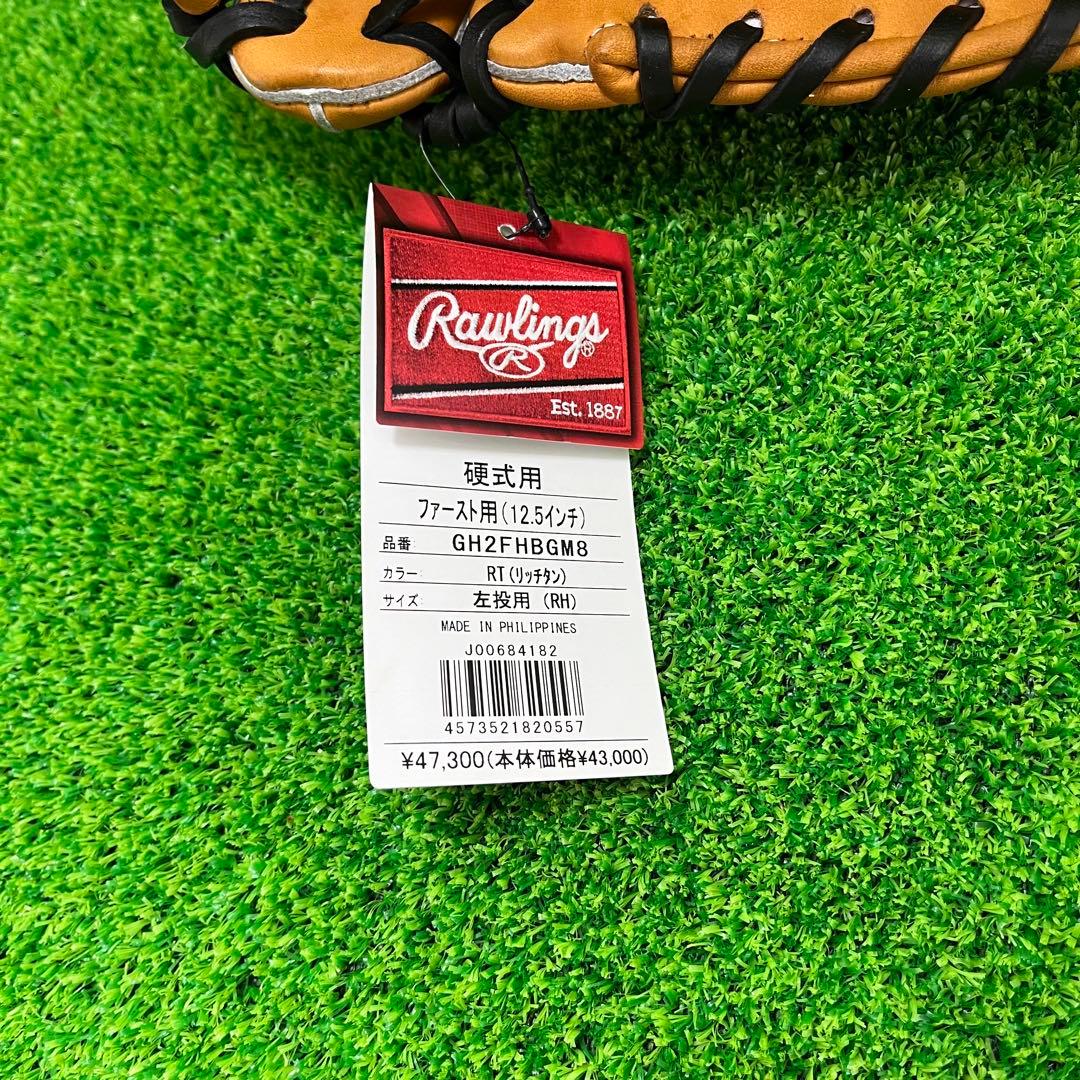 Rawlings®
R
Est. 1887
硬式用
ファースト用(12.5インチ)
品番: GH2FHBGM8
カラー: RT(リッチタン)
サイズ: 左投用 (RH)
MADE IN PHILIPPINES
J00684182
4573521820557
¥47,300(本体価格¥43,000)